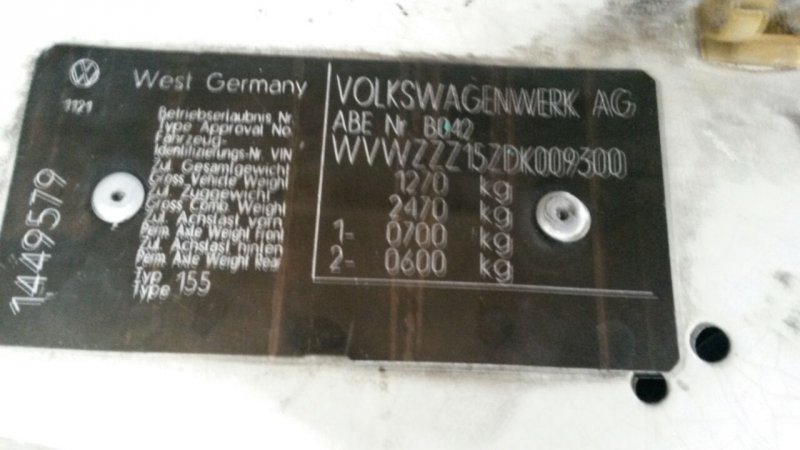 West Germany
1121
Betriebserlaubnis Nr.
Type Approval No.
Fahrzeug-
Identifizierungs-Nr. VIN
Zul. Gesamtgewicht
Gross Vehicle Weight
Zul. Zuggewicht
Gross Comb. Weight
Zul. Achslast vorn
Perm. Axle Weight Front
Zul. Achslast hinten
Perm. Axle Weight Rear
Typ
Type 155
1449579
VOLKSWAGENWERK AG
ABE Nr. B042
WVWZZZ15ZDK009300
1270 kg
2470 kg
1- 0700 kg
2- 0600 kg